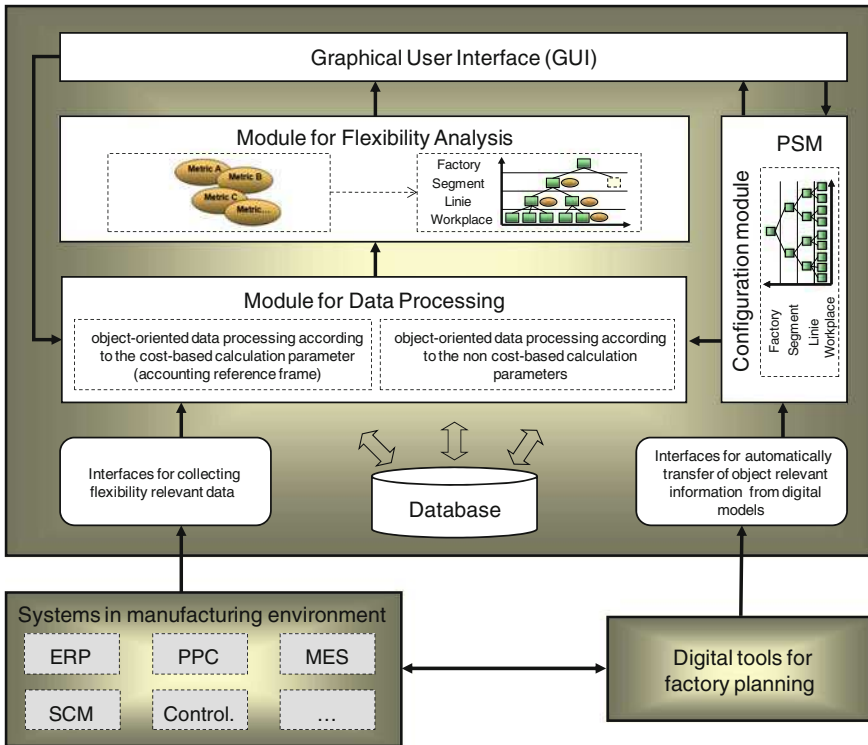 Graphical User Interface (GUI)
Module for Flexibility Analysis
Metric A
Metric B
Metric C
Metric...
Factory
Segment
Linie
Workplace
PSM
Configuration module
Factory
Segment
Linie
Workplace
Module for Data Processing
object-oriented data processing according
to the cost-based calculation parameter
(accounting reference frame)
object-oriented data processing according
to the non cost-based calculation
parameters
Interfaces for collecting
flexibility relevant data
Database
Interfaces for automatically
transfer of object relevant
information from digital
models
Systems in manufacturing environment
ERP
PPC
MES
SCM
Control.
...
Digital tools for
factory planning